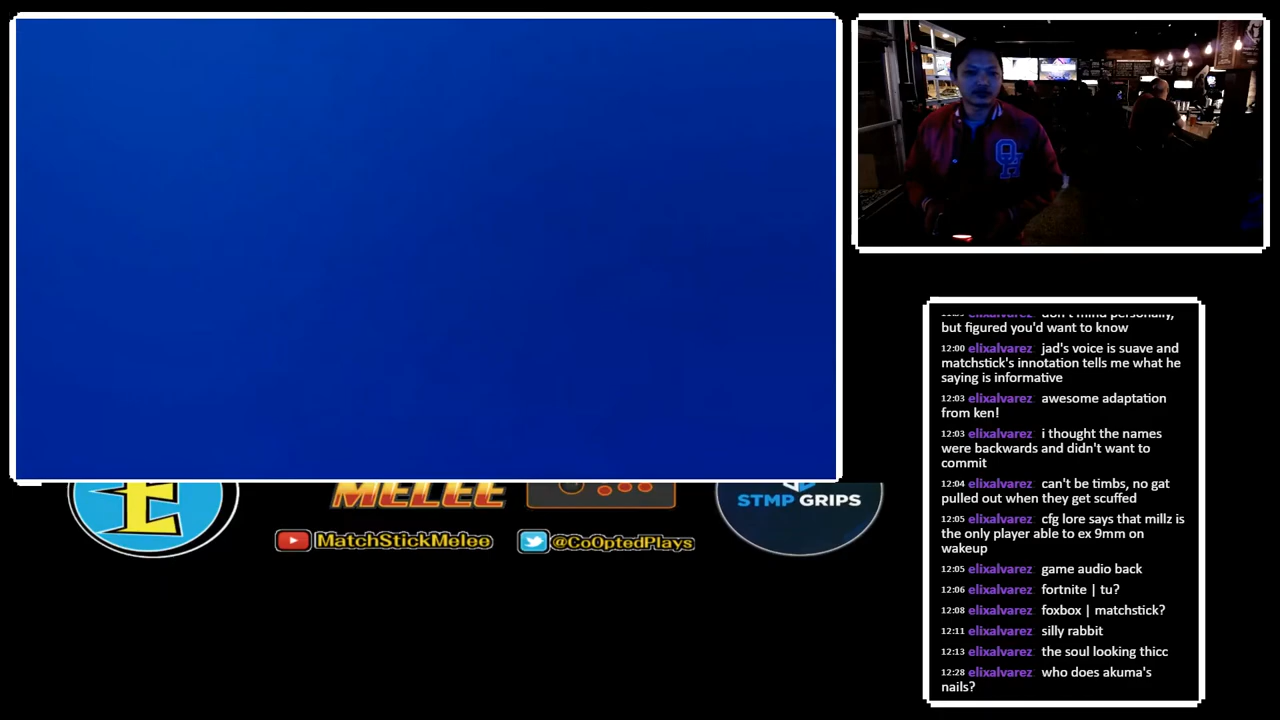 E
MELEE
STMP GRIPS
MatchStickMelee
@CoOptedPlays
elixalvarez don't mind personally,
but figured you'd want to know
12:00 elixalvarez jad's voice is suave and
matchstick's innotation tells me what he
saying is informative
12:03 elixalvarez awesome adaptation
from ken!
12:03 elixalvarez i thought the names
were backwards and didn't want to
commit
12:04 elixalvarez can't be timbs, no gat
pulled out when they get scuffed
12:05 elixalvarez cfg lore says that millz is
the only player able to ex 9mm on
wakeup
12:05 elixalvarez game audio back
12:06 elixalvarez fortnite | tu?
12:08 elixalvarez foxbox | matchstick?
12:11 elixalvarez silly rabbit
12:13 elixalvarez the soul looking thicc
12:28 elixalvarez who does akuma's
nails?